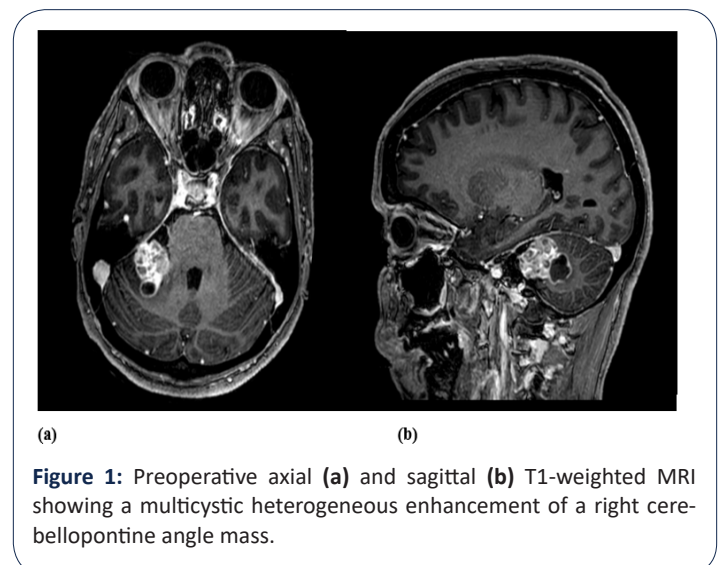 (a) (b)
Figure 1: Preoperative axial (a) and sagittal (b) T1-weighted MRI
showing a multicystic heterogeneous enhancement of a right cere-
bellopontine angle mass.